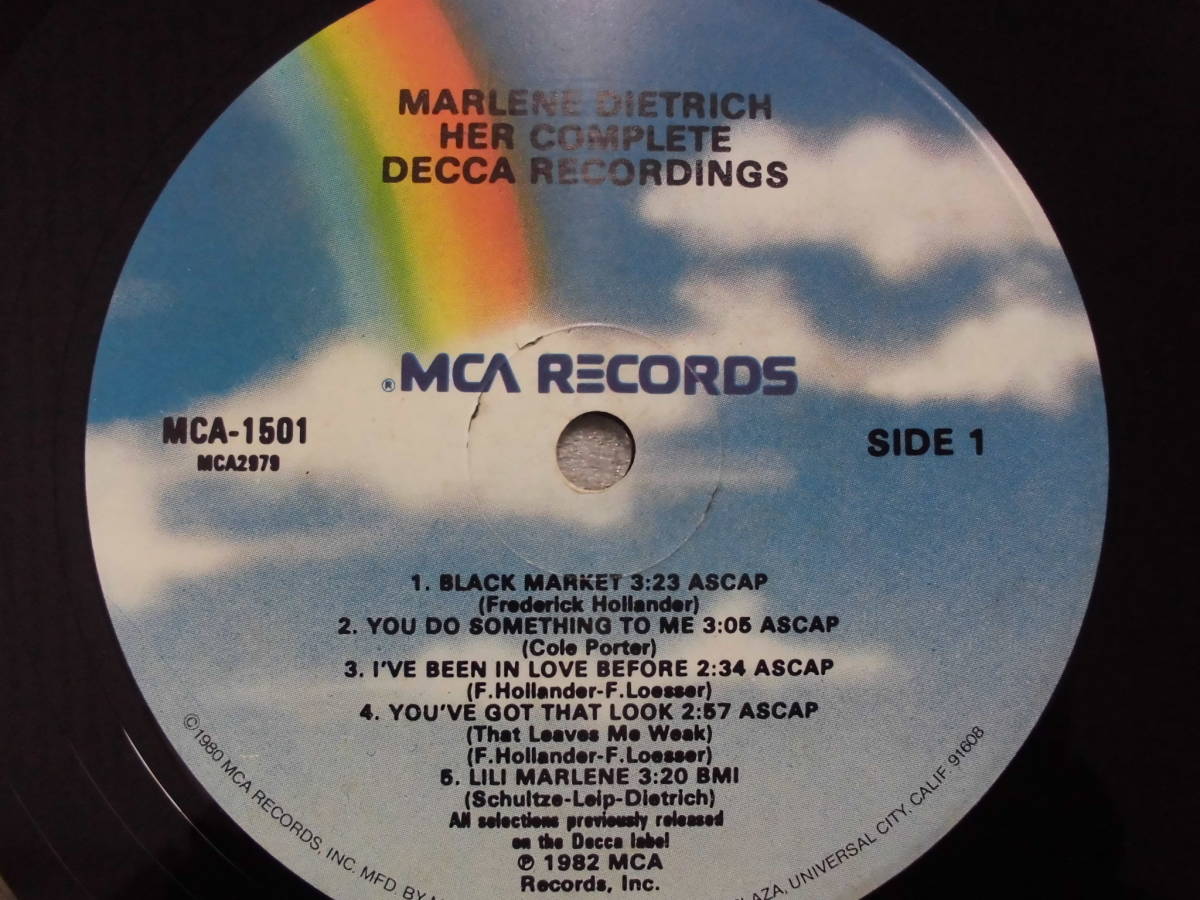 MARLENE DIETRICH
HER COMPLETE
DECCA RECORDINGS
® MCA RECORDS
MCA-1501
MCA2979
SIDE 1
1. BLACK MARKET 3:23 ASCAP
(Frederick Hollander)
2. YOU DO SOMETHING TO ME 3:05 ASCAP
(Cole Porter)
3. I'VE BEEN IN LOVE BEFORE 2:34 ASCAP
(F.Hollander-F.Loesser)
4. YOU'VE GOT THAT LOOK 2:57 ASCAP
(That Leaves Me Weak)
(F.Hollander-F.Loesser)
5. LILI MARLENE 3:20 BMI
(Schultze-Leip-Dietrich)
All selections previously released
on the Decca label
℗ 1982 MCA
Records, Inc.
©1980 MCA RECORDS, INC. MFD. BY
PLAZA, UNIVERSAL CITY, CALIF. 91608